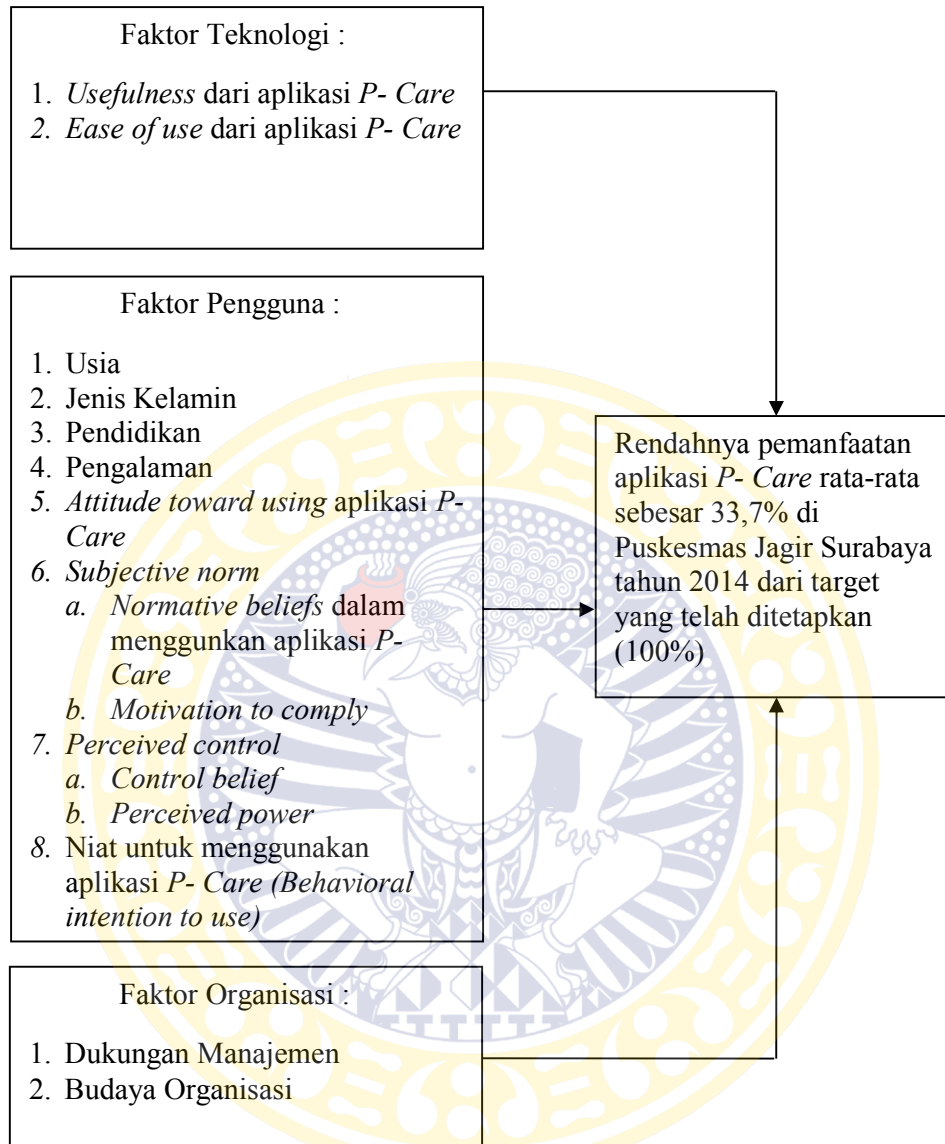 Faktor Teknologi :
1. Usefulness dari aplikasi P- Care
2. Ease of use dari aplikasi P- Care
Faktor Pengguna :
1. Usia
2. Jenis Kelamin
3. Pendidikan
4. Pengalaman
5. Attitude toward using aplikasi P-
Care
6. Subjective norm
a. Normative beliefs dalam
menggunkan aplikasi P-
Care
b. Motivation to comply
7. Perceived control
a. Control belief
b. Perceived power
8. Niat untuk menggunakan
aplikasi P- Care (Behavioral
intention to use)
Rendahnya pemanfaatan
aplikasi P- Care rata-rata
sebesar 33,7% di
Puskesmas Jagir Surabaya
tahun 2014 dari target
yang telah ditetapkan
(100%)
Faktor Organisasi :
1. Dukungan Manajemen
2. Budaya Organisasi